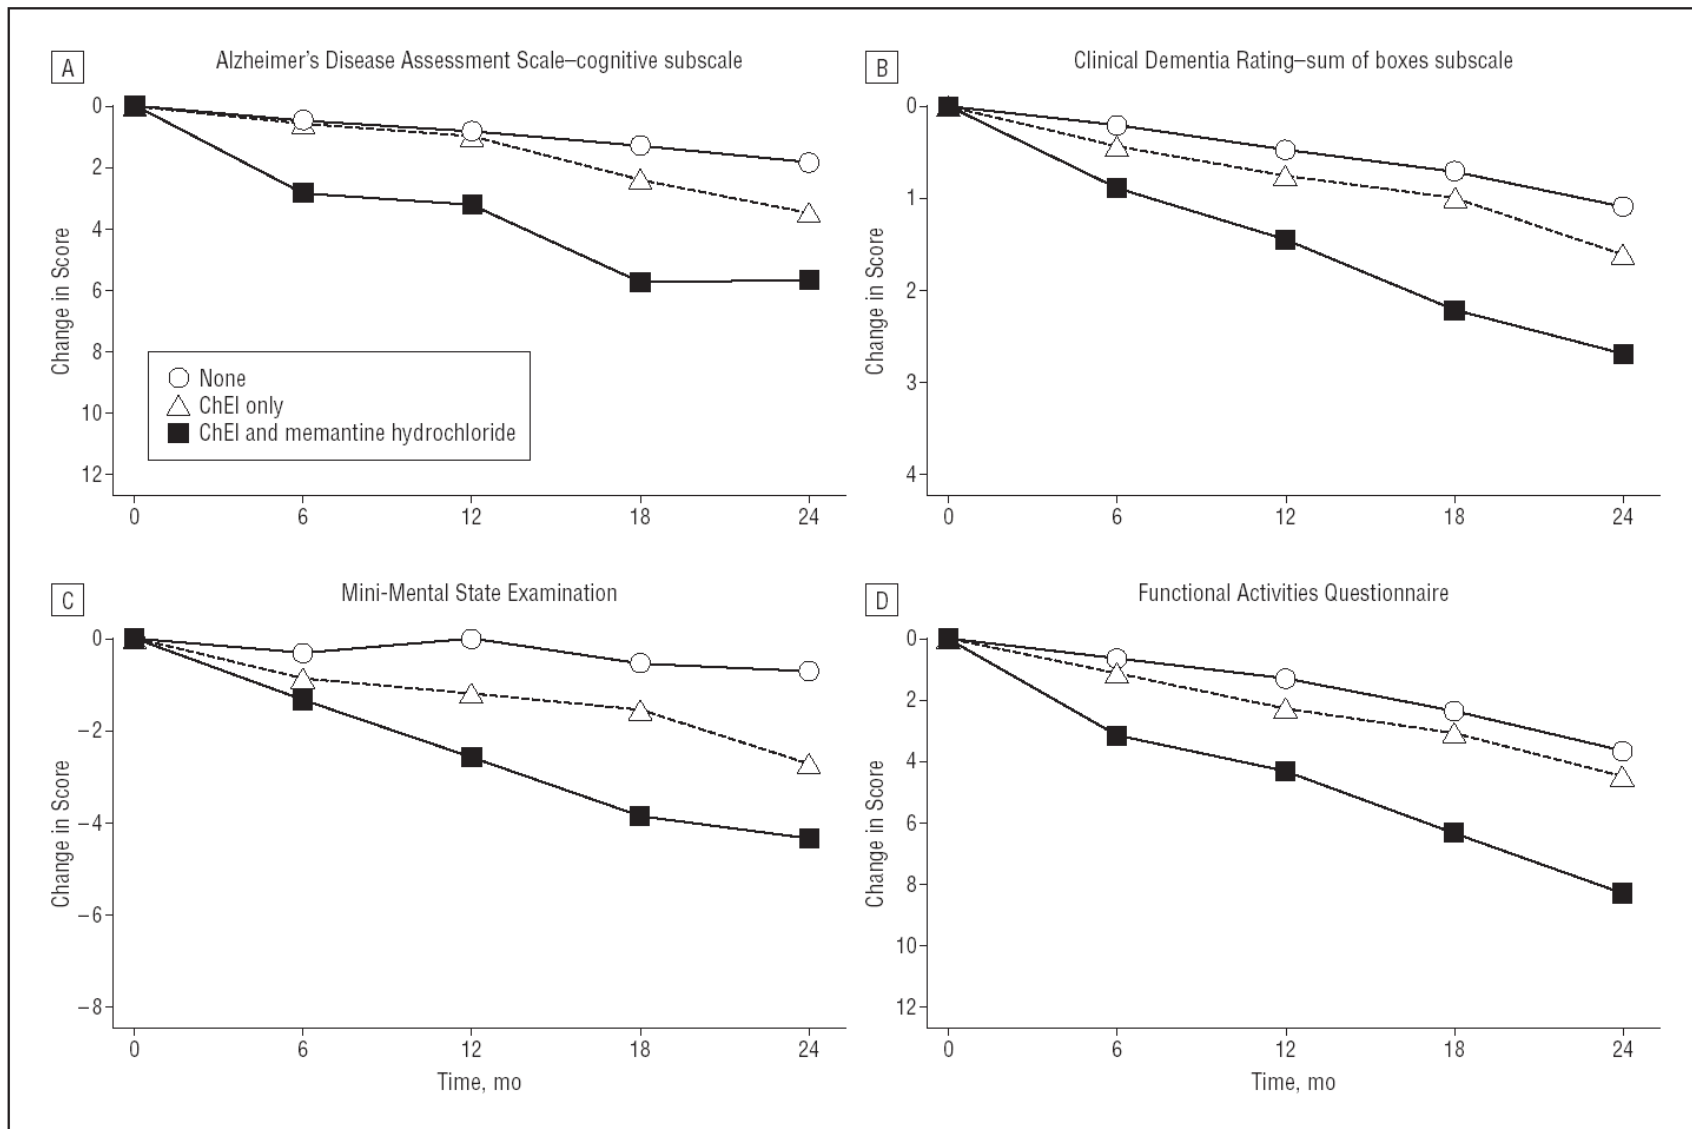 A
Alzheimer's Disease Assessment Scale–cognitive subscale
Change in Score
0
2
4
6
8
10
12
None
ChEI only
ChEI and memantine hydrochloride
0 6 12 18 24
B
Clinical Dementia Rating–sum of boxes subscale
Change in Score
0
1
2
3
4
0 6 12 18 24
C
Mini-Mental State Examination
Change in Score
0
−2
−4
−6
−8
0 6 12 18 24
Time, mo
D
Functional Activities Questionnaire
Change in Score
0
2
4
6
8
10
12
0 6 12 18 24
Time, mo